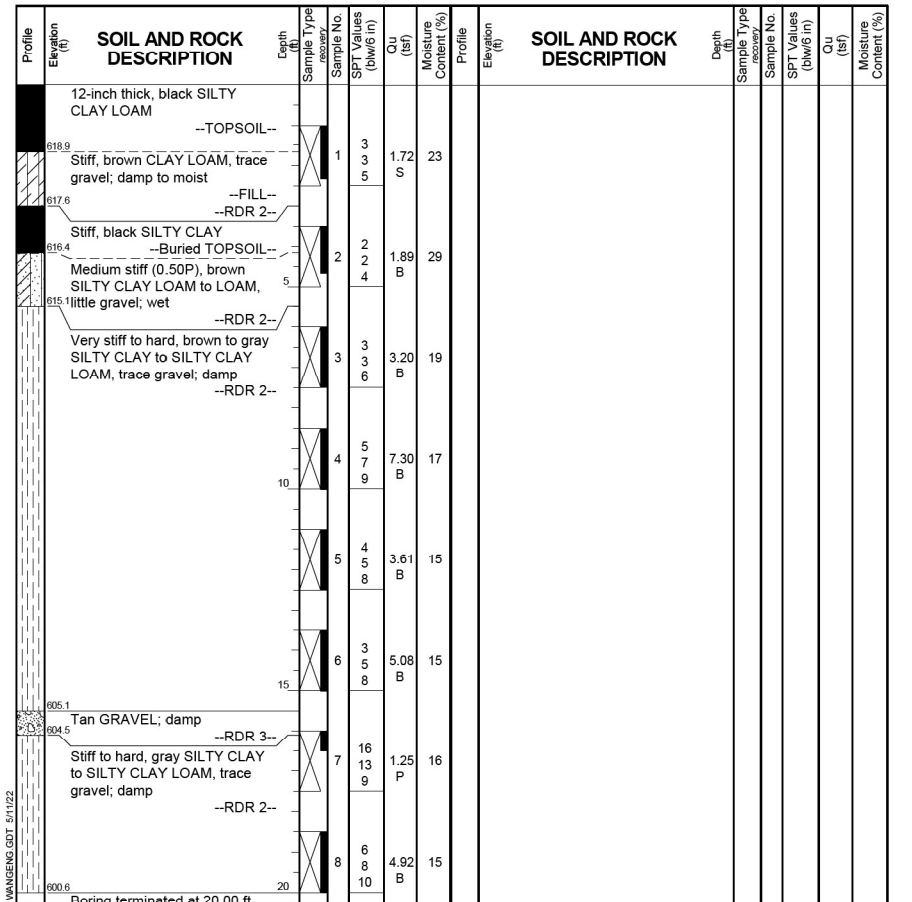 Profile
Elevation
(ft)
SOIL AND ROCK
DESCRIPTION
Depth
(ft)
Sample Type
recovery
Sample No.
SPT Values
(blw/6 in)
Qu
(tsf)
Moisture
Content (%)
Profile
Elevation
(ft)
SOIL AND ROCK
DESCRIPTION
Depth
(ft)
Sample Type
recovery
Sample No.
SPT Values
(blw/6 in)
Qu
(tsf)
Moisture
Content (%)
12-inch thick, black SILTY
CLAY LOAM
--TOPSOIL--
618.9
Stiff, brown CLAY LOAM, trace
gravel; damp to moist
--FILL--
617.6
--RDR 2--
1
3
3
5
1.72
S
23
Stiff, black SILTY CLAY
616.4
--Buried TOPSOIL--
Medium stiff (0.50P), brown
SILTY CLAY LOAM to LOAM,
615.1
little gravel; wet
--RDR 2--
5
2
2
2
4
1.89
B
29
Very stiff to hard, brown to gray
SILTY CLAY to SILTY CLAY
LOAM, trace gravel; damp
--RDR 2--
3
3
3
6
3.20
B
19
10
4
5
7
9
7.30
B
17
5
4
5
8
3.61
B
15
15
6
3
5
8
5.08
B
15
605.1
Tan GRAVEL; damp
604.5
--RDR 3--
Stiff to hard, gray SILTY CLAY
to SILTY CLAY LOAM, trace
gravel; damp
--RDR 2--
7
16
13
9
1.25
P
16
8
6
8
10
4.92
B
15
600.6
20
Boring terminated at 20.00 ft
WANGENG.GDT 5/11/22